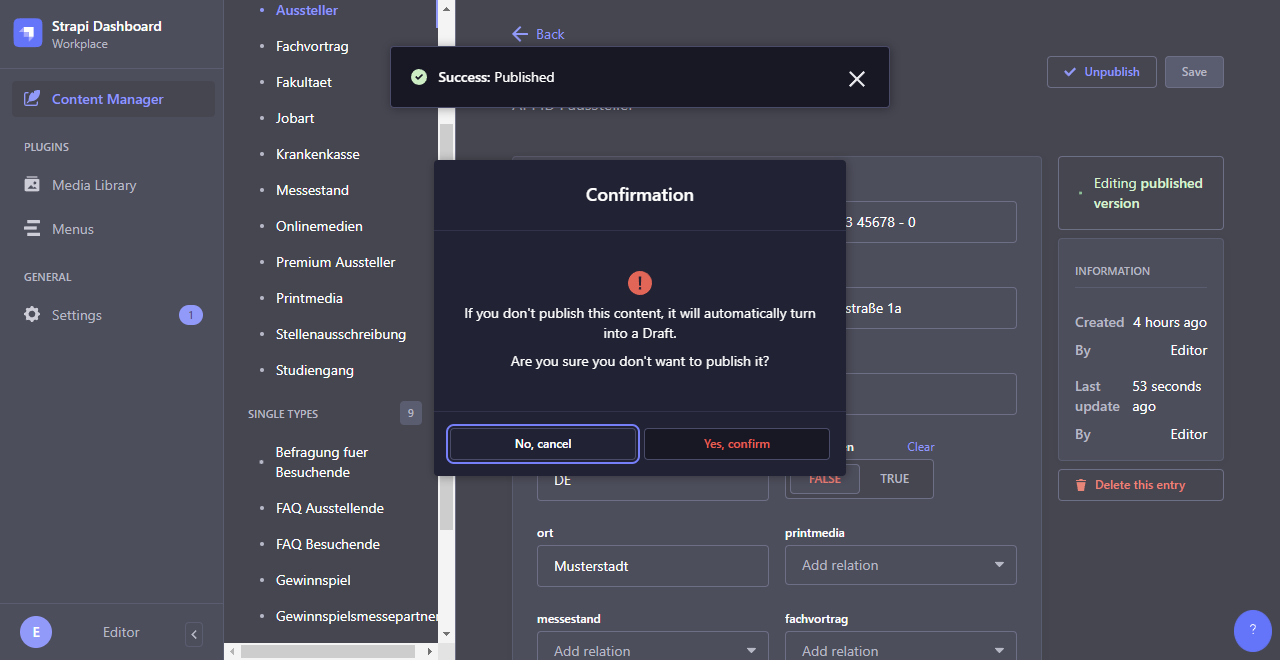 Strapi Dashboard
Workplace
Content Manager
PLUGINS
Media Library
Menus
GENERAL
Settings
1
E
Editor
Aussteller
Fachvortrag
Fakultaet
Jobart
Krankenkasse
Messestand
Onlinemedien
Premium Aussteller
Printmedia
Stellenausschreibung
Studiengang
SINGLE TYPES
9
Befragung fuer
Besuchende
FAQ Ausstellende
FAQ Besuchende
Gewinnspiel
Gewinnspielsmessepartner
Back
Success: Published
Unpublish
Save
Confirmation
If you don't publish this content, it will automatically turn
into a Draft.
Are you sure you don't want to publish it?
No, cancel
Yes, confirm
3 45678 - 0
straße 1a
Clear
DE
FALSE
TRUE
ort
printmedia
Musterstadt
Add relation
messestand
fachvortrag
Add relation
Add relation
Editing published
version
INFORMATION
Created
4 hours ago
By
Editor
Last
update
53 seconds
ago
By
Editor
Delete this entry
?